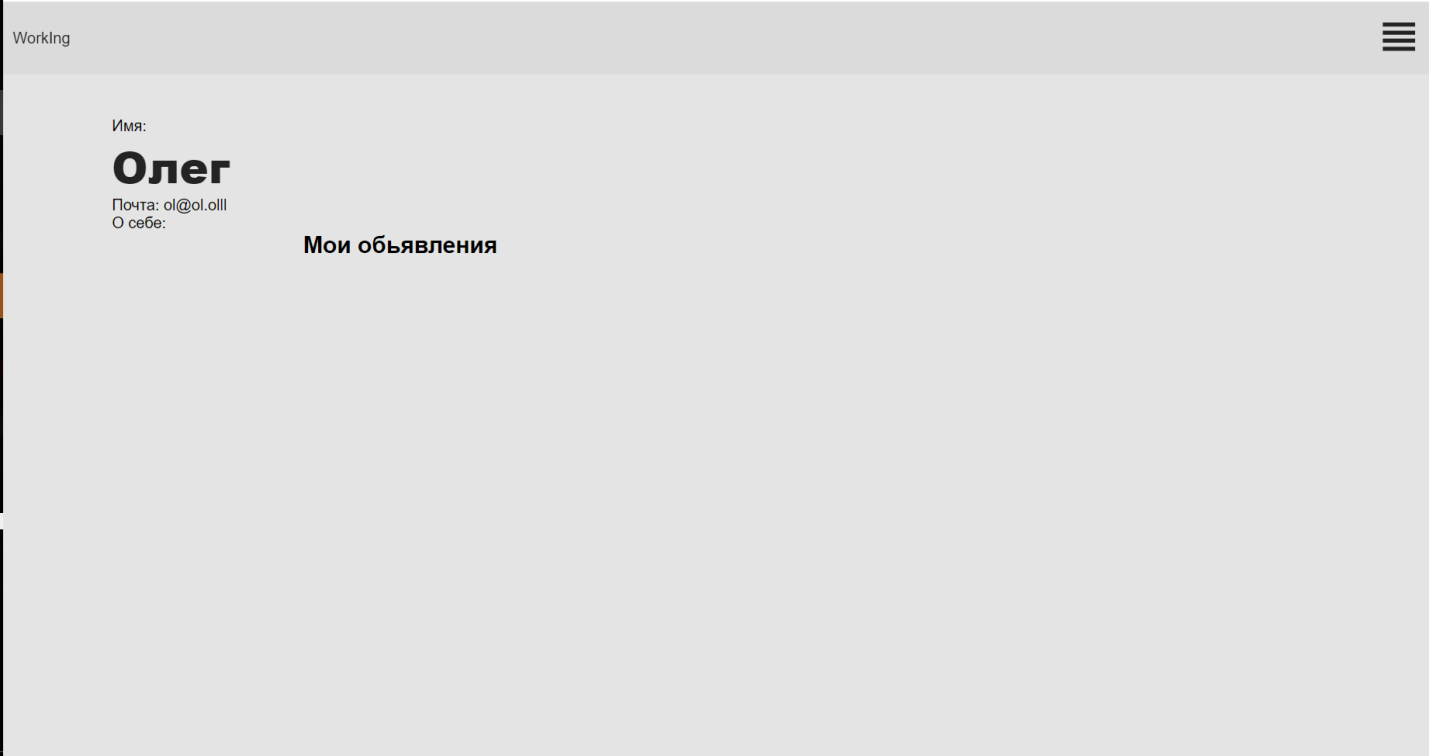 WorkIng
Имя:
Олег
Почта: ol@ol.olll
О себе:
Мои обьявления